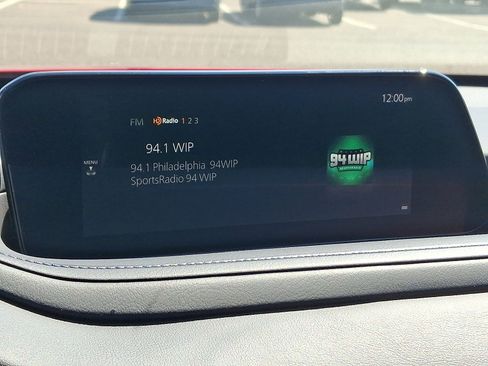 12:00pm
FM HD Radio 1 2 3
94.1 WIP
MENU
94.1 Philadelphia 94WIP
SportsRadio 94 WIP
94WIP